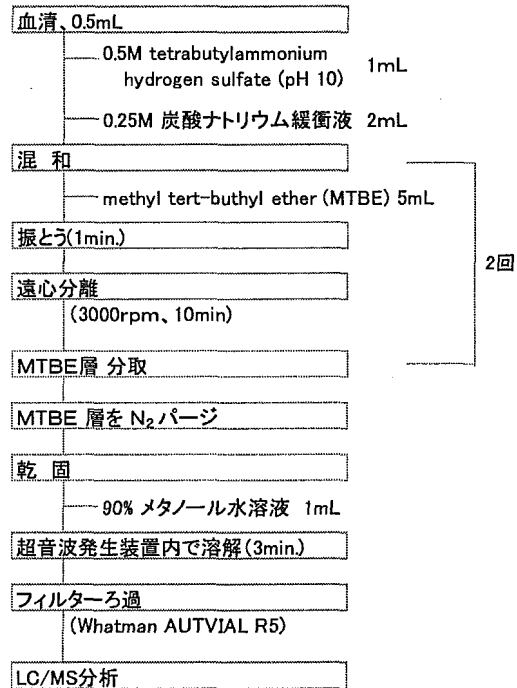 血清、0.5mL
0.5M tetrabutylammonium
hydrogen sulfate (pH 10)
1mL
0.25M 炭酸ナトリウム緩衝液 2mL
混 和
methyl tert-buthyl ether (MTBE) 5mL
振とう(1min.)
2回
遠心分離
(3000rpm、10min)
MTBE層 分取
MTBE 層を N₂ パージ
乾 固
90% メタノール水溶液 1mL
超音波発生装置内で溶解(3min.)
フィルターろ過
(Whatman AUTVIAL R5)
LC/MS分析